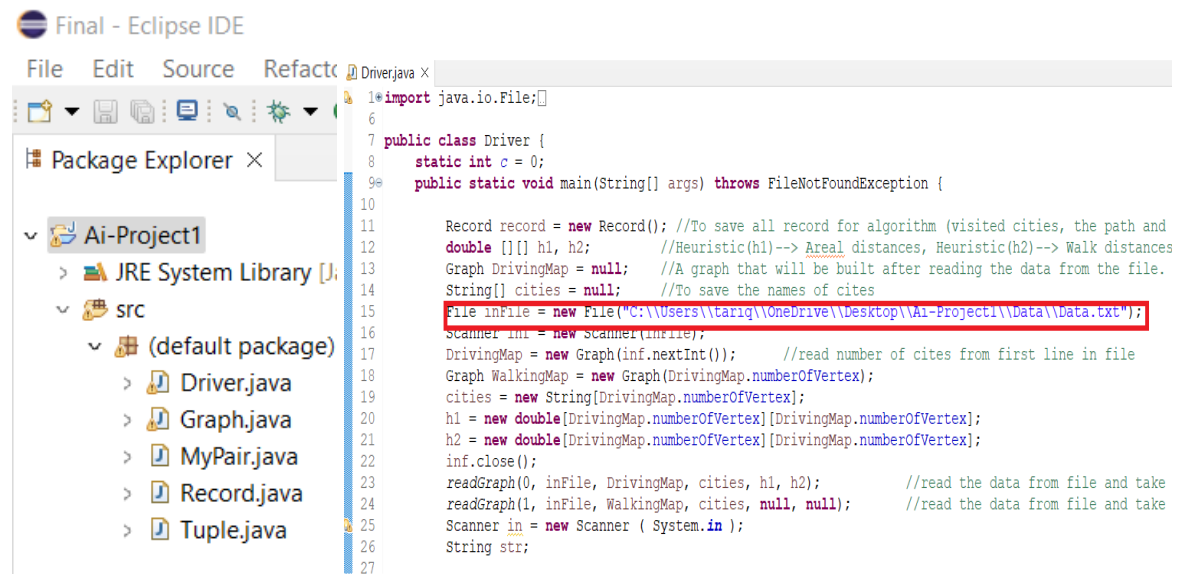 Final - Eclipse IDE
File Edit Source Refactc
Package Explorer ×
Ai-Project1
JRE System Library [Ja
src
(default package)
Driver.java
Graph.java
MyPair.java
Record.java
Tuple.java
Driver.java ×
1 import java.io.File;
6
7 public class Driver {
8 static int c = 0;
9 public static void main(String[] args) throws FileNotFoundException {
10
11 Record record = new Record(); //To save all record for algorithm (visited cities, the path and
12 double [][] h1, h2; //Heuristic(h1)--> Areal distances, Heuristic(h2)--> Walk distances
13 Graph DrivingMap = null; //A graph that will be built after reading the data from the file.
14 String[] cities = null; //To save the names of cites
15 File inFile = new File("C:\\Users\\tariq\\OneDrive\\Desktop\\Ai-Project1\\Data\\Data.txt");
16 Scanner inf = new Scanner(inFile);
17 DrivingMap = new Graph(inf.nextInt()); //read number of cites from first line in file
18 Graph WalkingMap = new Graph(DrivingMap.numberOfVertex);
19 cities = new String[DrivingMap.numberOfVertex];
20 h1 = new double[DrivingMap.numberOfVertex][DrivingMap.numberOfVertex];
21 h2 = new double[DrivingMap.numberOfVertex][DrivingMap.numberOfVertex];
22 inf.close();
23 readGraph(0, inFile, DrivingMap, cities, h1, h2); //read the data from file and take
24 readGraph(1, inFile, WalkingMap, cities, null, null); //read the data from file and take
25 Scanner in = new Scanner ( System.in );
26 String str;
27